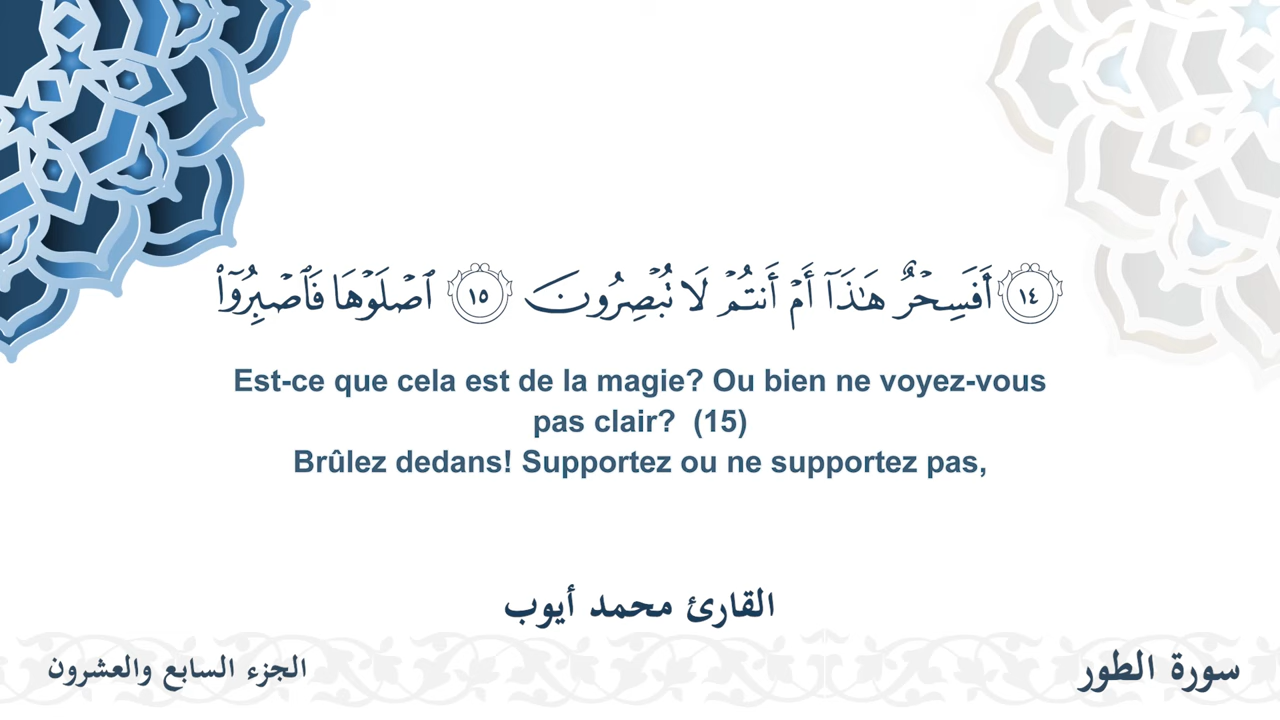 ١٤ أَفَسِحۡرٌ هَٰذَآ أَمۡ أَنتُمۡ لَا تُبۡصِرُونَ ١٥ ٱصۡلَوۡهَا فَٱصۡبِرُوٓاْ
Est-ce que cela est de la magie? Ou bien ne voyez-vous
pas clair? (15)
Brûlez dedans! Supportez ou ne supportez pas,
القارئ محمد أيوب
سورة الطور
الجزء السابع والعشرون